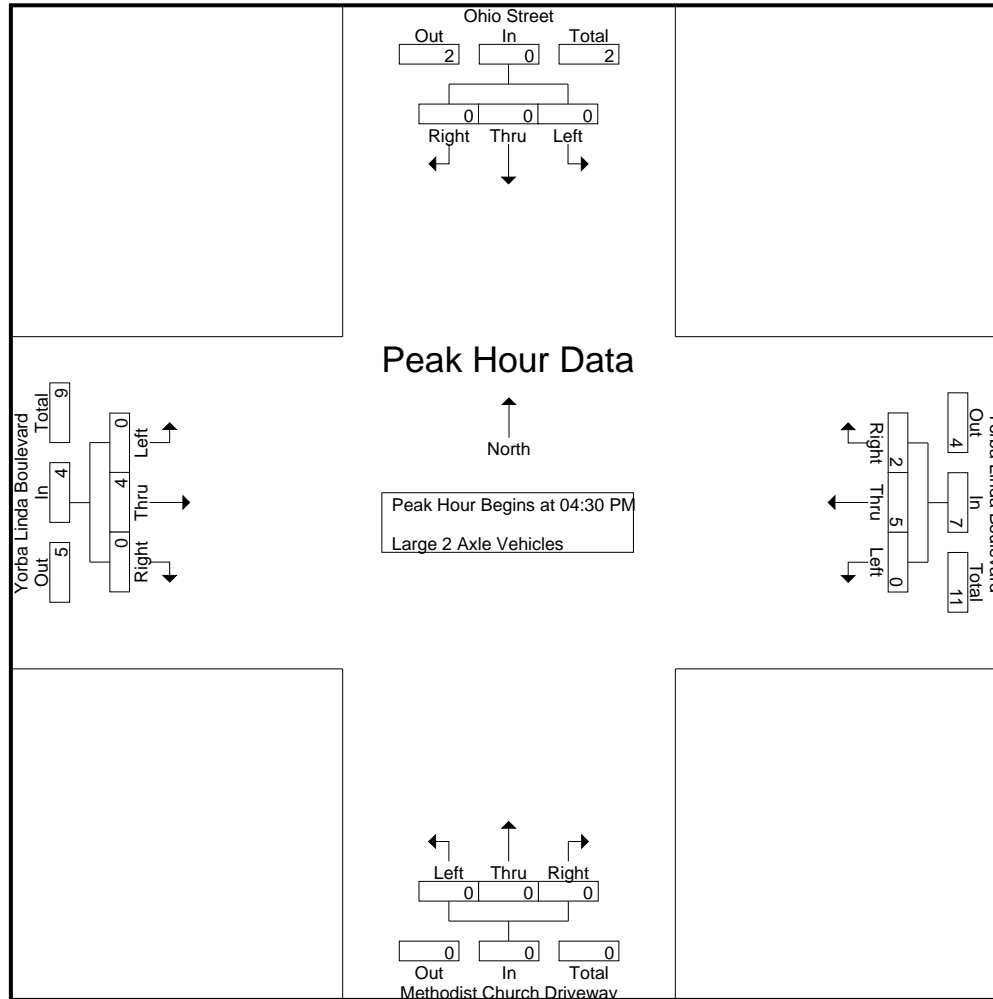 Ohio Street
Out In Total
2 0 2
0 0 0
Right Thru Left
Peak Hour Data
North
Peak Hour Begins at 04:30 PM
Large 2 Axle Vehicles
Yorba Linda Boulevard
Total In Out
9 4 5
0 4 0
Left Thru Right
Right Thru Left
2 5 0
4 7 11
Out In Total
Left Thru Right
0 0 0
0 0 0
Out In Total
Methodist Church Driveway